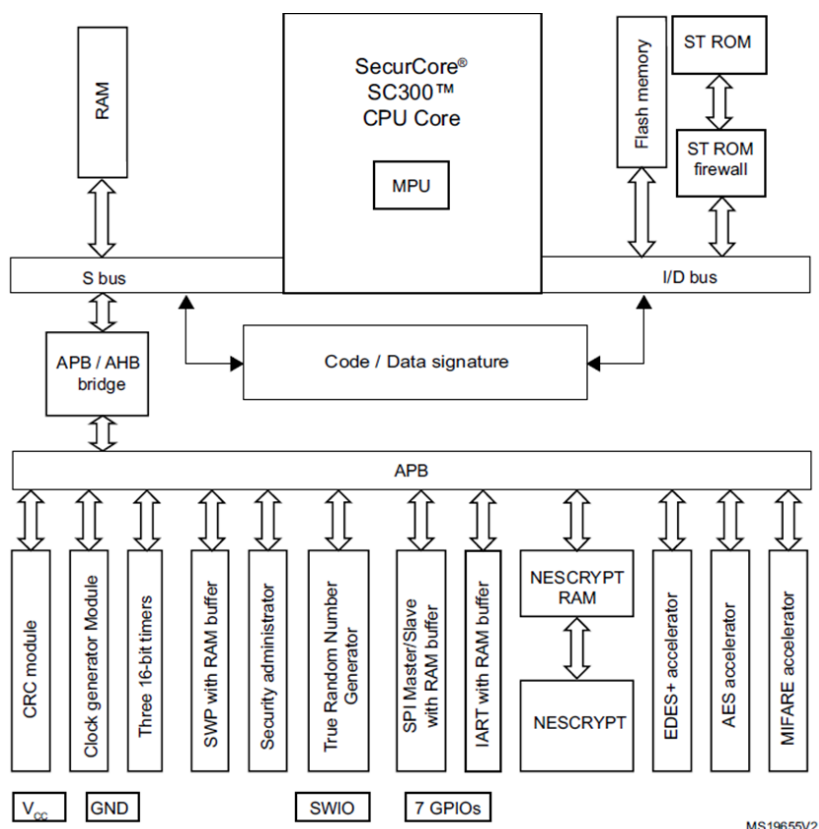 RAM
SecurCore®
SC300™
CPU Core
MPU
Flash memory
ST ROM
ST ROM
firewall
S bus
I/D bus
APB / AHB
bridge
Code / Data signature
APB
CRC module
Clock generator Module
Three 16-bit timers
SWP with RAM buffer
Security administrator
True Random Number
Generator
SPI Master/Slave
with RAM buffer
IART with RAM buffer
NESCRYPT
RAM
NESCRYPT
EDES+ accelerator
AES accelerator
MIFARE accelerator
VCC
GND
SWIO
7 GPIOs
MS19655V2